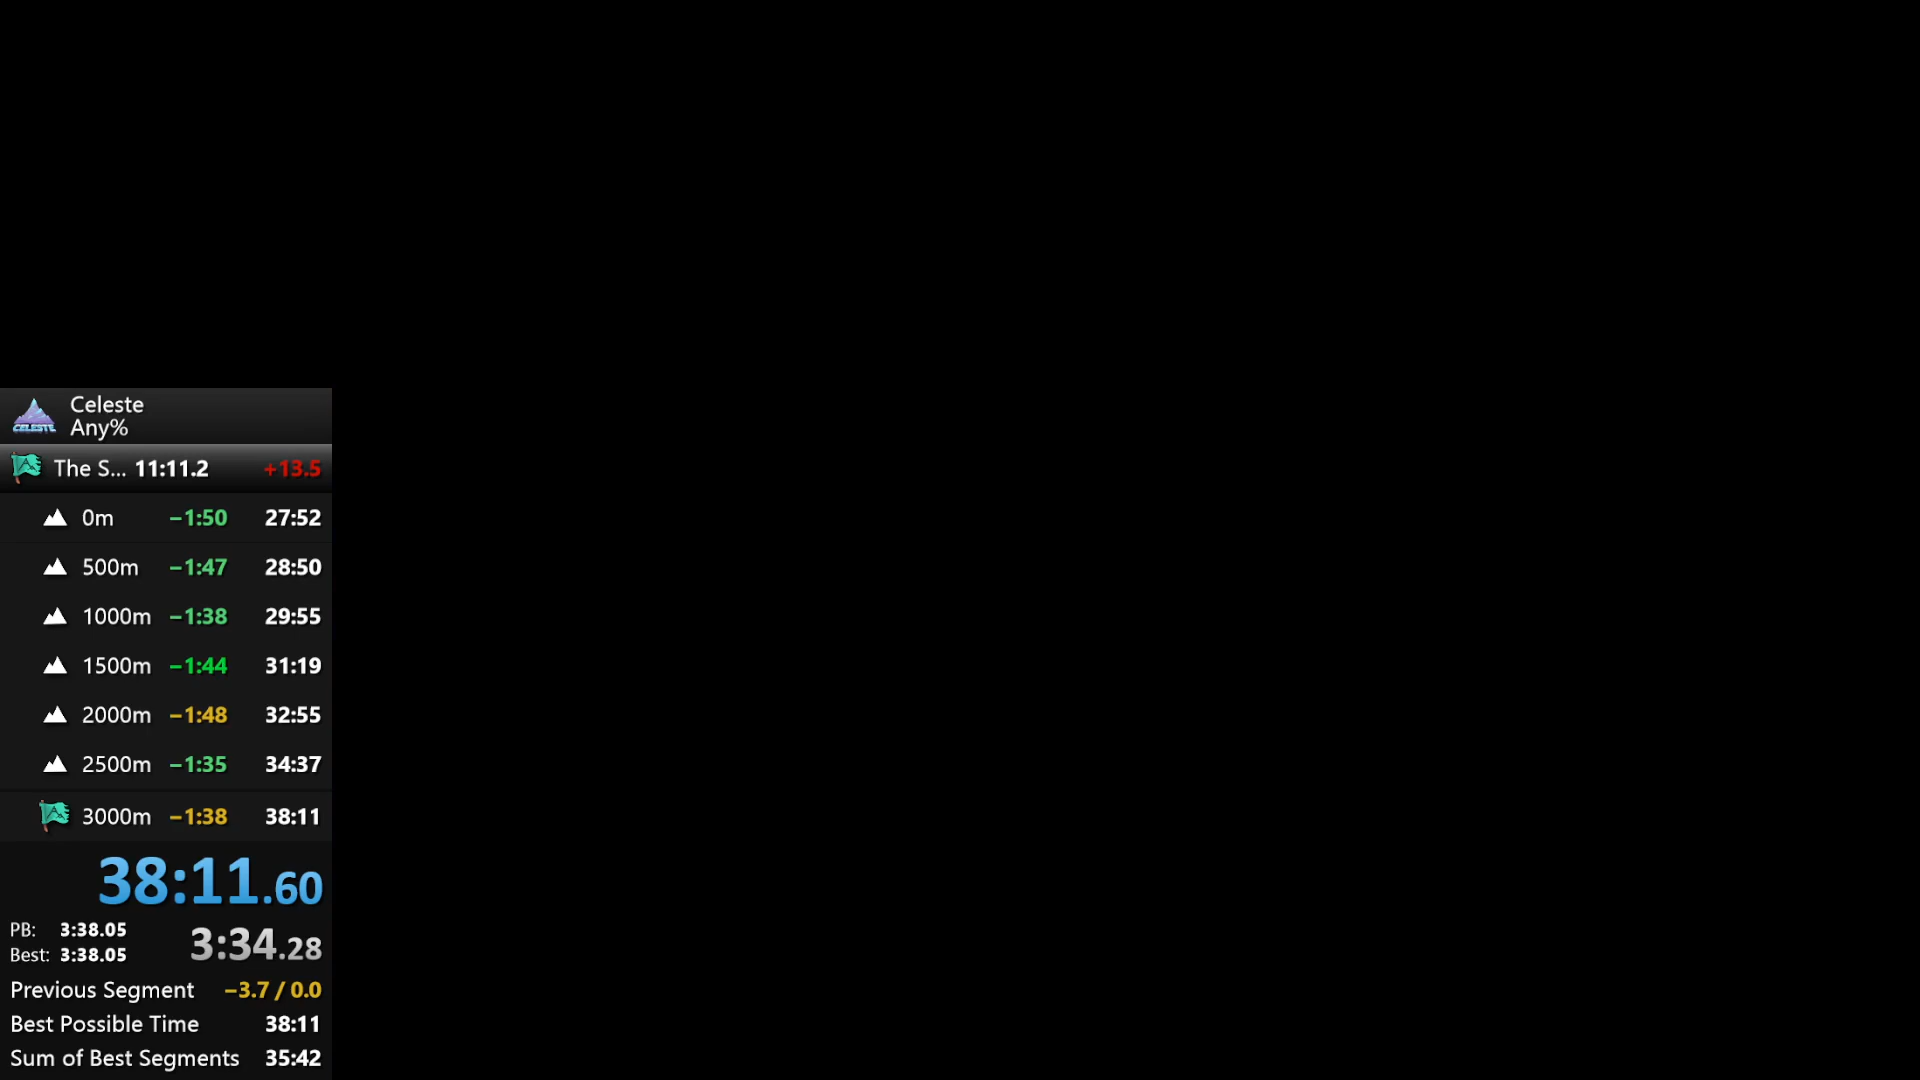 Celeste
Any%
CELESTE
The S... 11:11.2 +13.5
0m −1:50 27:52
500m −1:47 28:50
1000m −1:38 29:55
1500m −1:44 31:19
2000m −1:48 32:55
2500m −1:35 34:37
3000m −1:38 38:11
38:11.60
PB: 3:38.05
Best: 3:38.05
3:34.28
Previous Segment −3.7 / 0.0
Best Possible Time 38:11
Sum of Best Segments 35:42